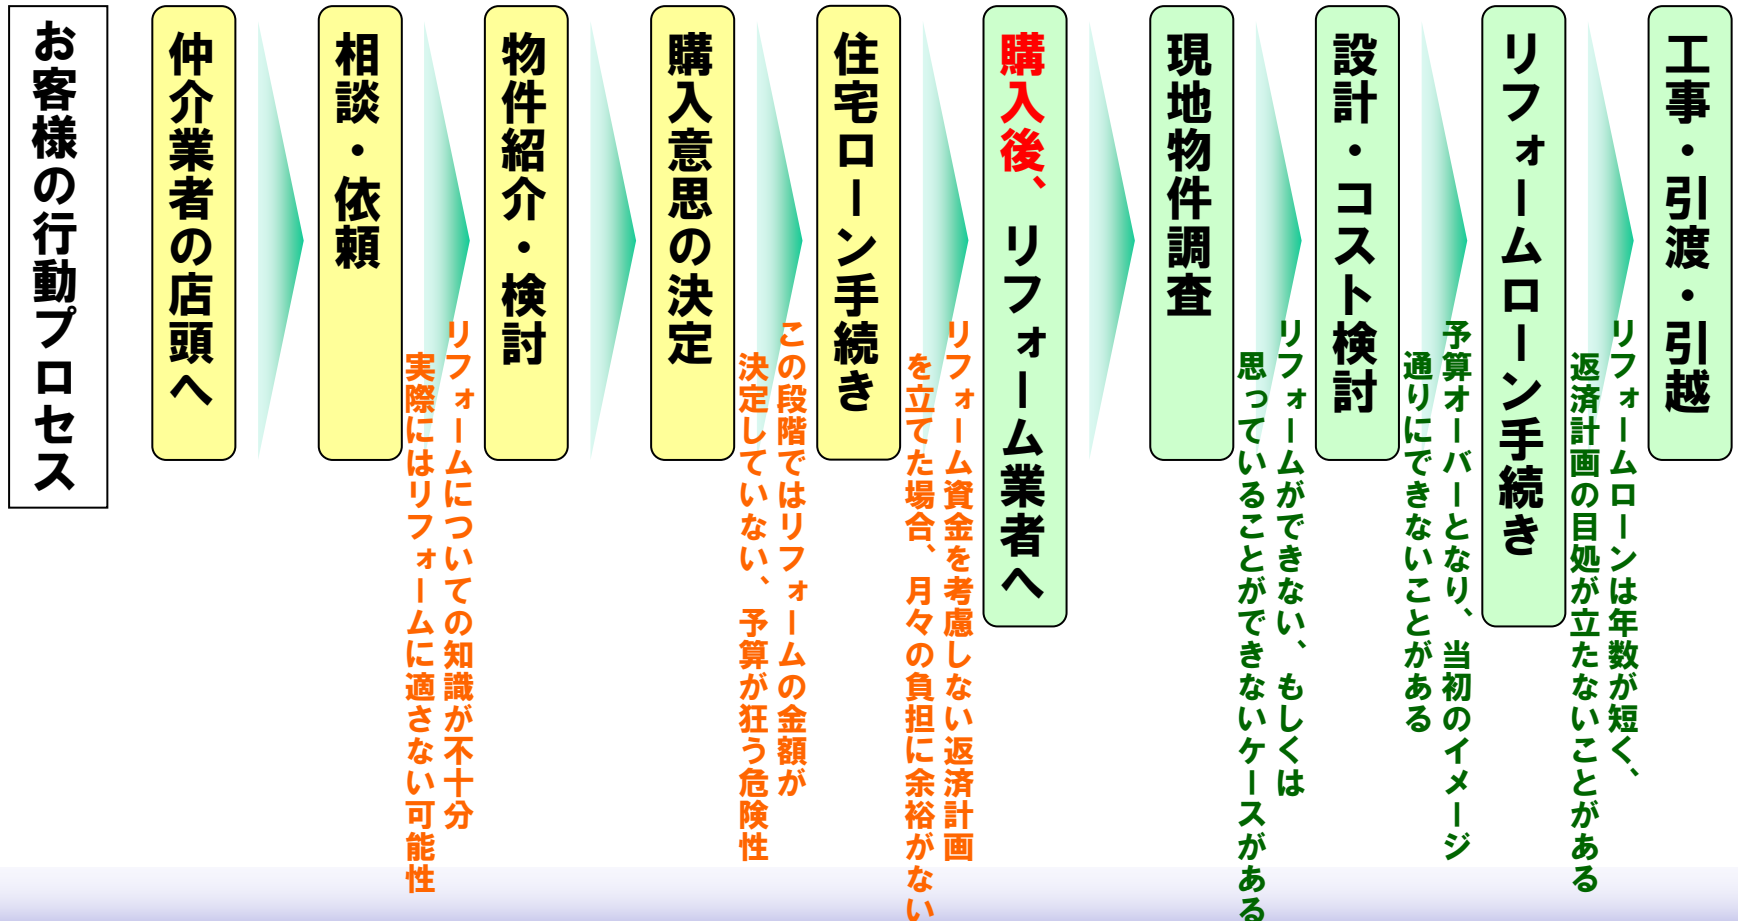 お客様の行動プロセス
仲介業者の店頭へ
相談・依頼
物件紹介・検討
購入意思の決定
住宅ローン手続き
購入後、リフォーム業者へ
現地物件調査
設計・コスト検討
リフォームローン手続き
工事・引渡・引越
リフォームについての知識が不十分
実際にはリフォームに適さない可能性
この段階ではリフォームの金額が
決定していない、予算が狂う危険性
リフォーム資金を考慮しない返済計画
を立てた場合、月々の負担に余裕がない
リフォームができない、もしくは
思っていることができないケースがある
予算オーバーとなり、当初のイメージ
通りにできないことがある
リフォームローンは年数が短く、
返済計画の目処が立たないことがある